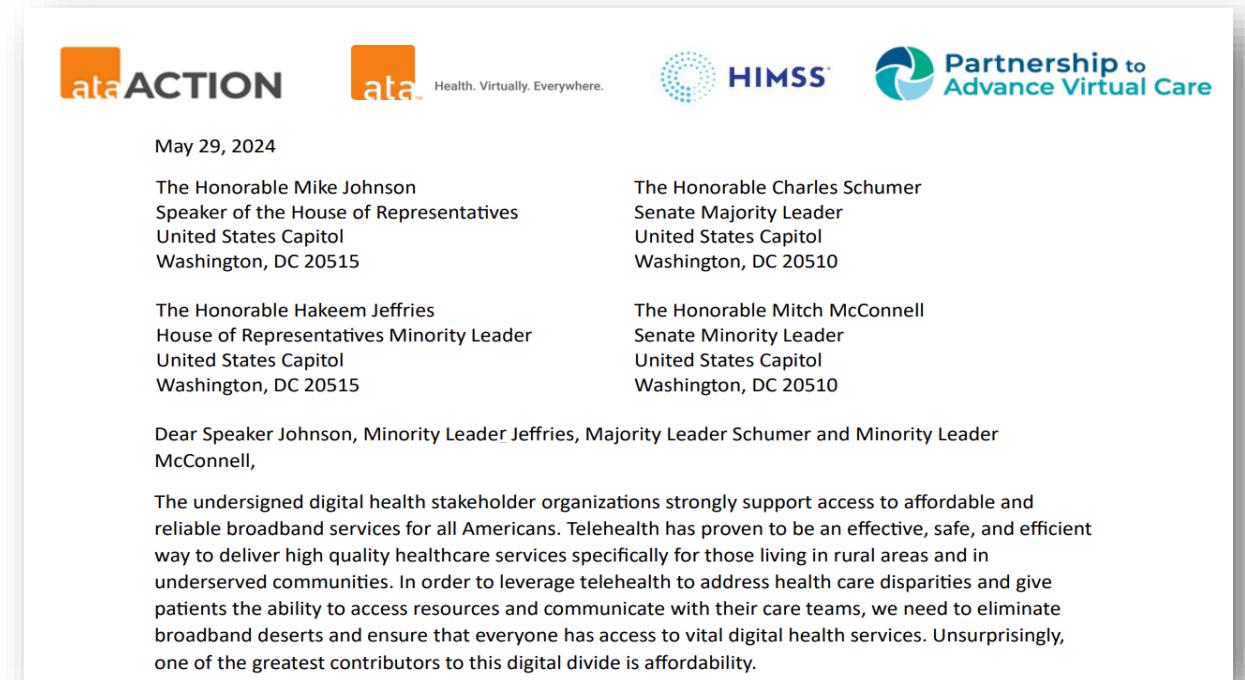 ata ACTION
ata™ Health. Virtually. Everywhere.
HIMSS®
Partnership to
Advance Virtual Care
May 29, 2024
The Honorable Mike Johnson
Speaker of the House of Representatives
United States Capitol
Washington, DC 20515
The Honorable Charles Schumer
Senate Majority Leader
United States Capitol
Washington, DC 20510
The Honorable Hakeem Jeffries
House of Representatives Minority Leader
United States Capitol
Washington, DC 20515
The Honorable Mitch McConnell
Senate Minority Leader
United States Capitol
Washington, DC 20510
Dear Speaker Johnson, Minority Leader Jeffries, Majority Leader Schumer and Minority Leader
McConnell,
The undersigned digital health stakeholder organizations strongly support access to affordable and
reliable broadband services for all Americans. Telehealth has proven to be an effective, safe, and efficient
way to deliver high quality healthcare services specifically for those living in rural areas and in
underserved communities. In order to leverage telehealth to address health care disparities and give
patients the ability to access resources and communicate with their care teams, we need to eliminate
broadband deserts and ensure that everyone has access to vital digital health services. Unsurprisingly,
one of the greatest contributors to this digital divide is affordability.